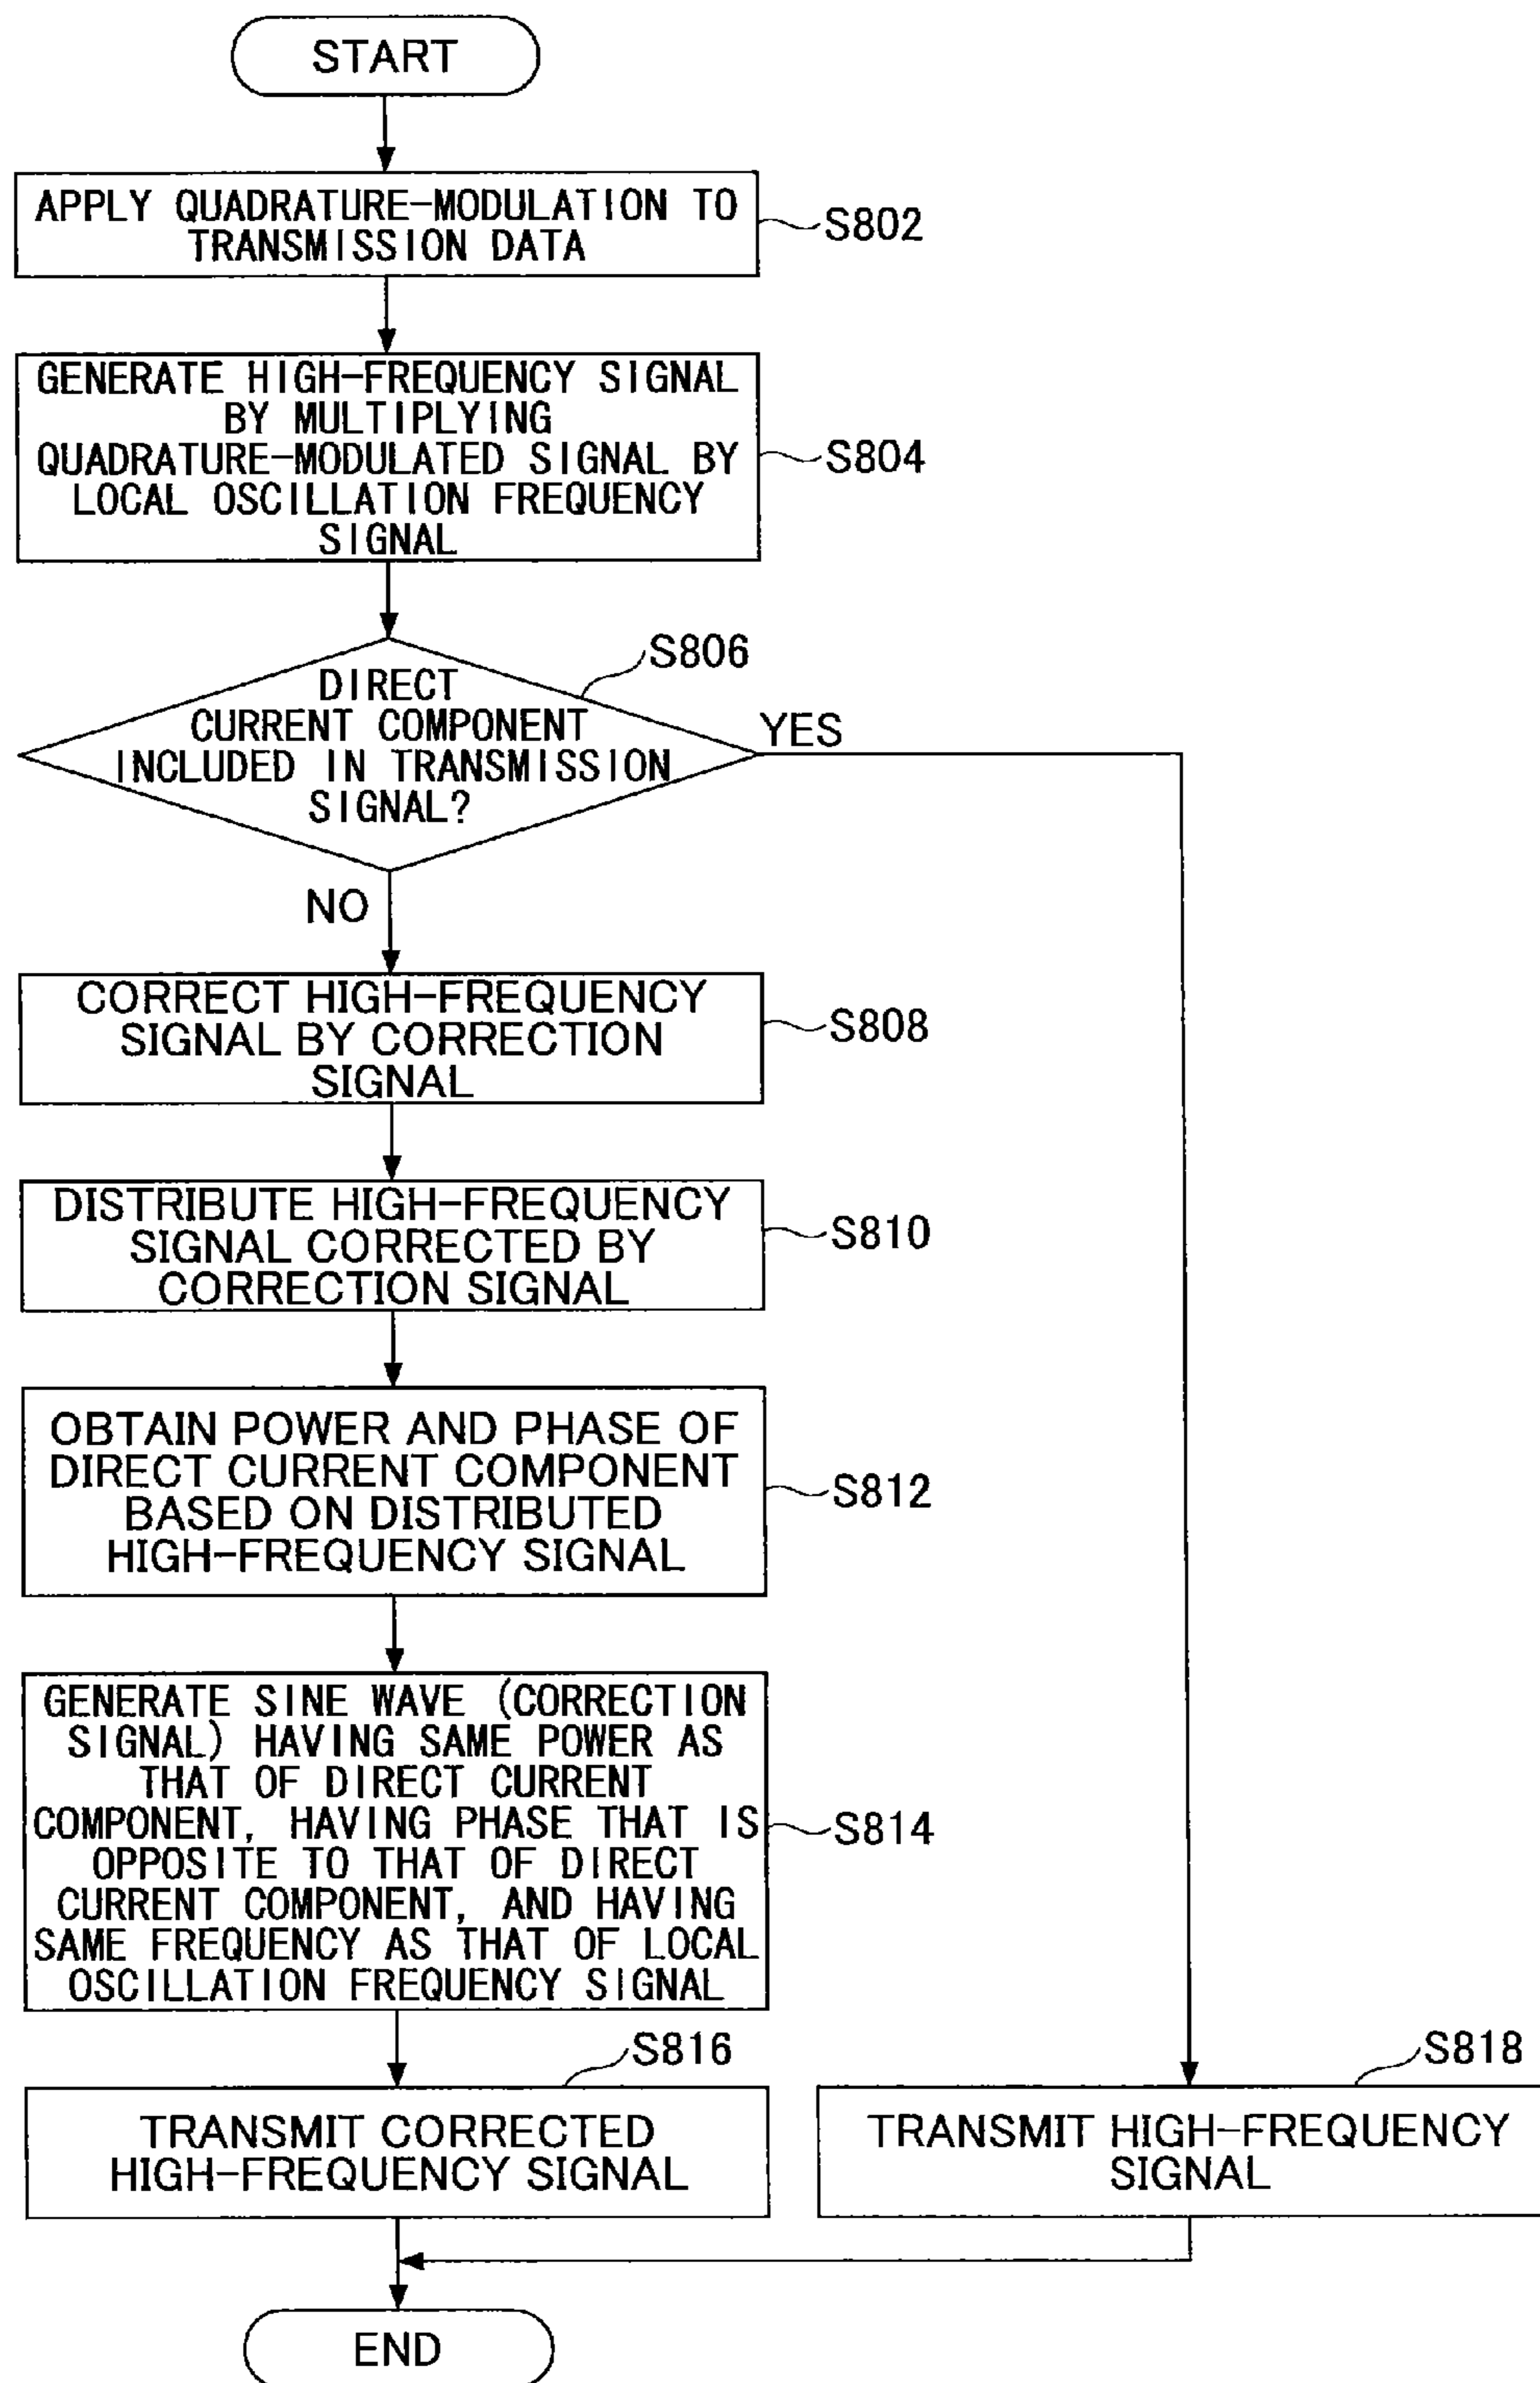 START
APPLY QUADRATURE-MODULATION TO
TRANSMISSION DATA
S802
GENERATE HIGH-FREQUENCY SIGNAL
BY MULTIPLYING
QUADRATURE-MODULATED SIGNAL BY
LOCAL OSCILLATION FREQUENCY
SIGNAL
S804
S806
DIRECT
CURRENT COMPONENT
INCLUDED IN TRANSMISSION
SIGNAL?
YES
NO
CORRECT HIGH-FREQUENCY
SIGNAL BY CORRECTION
SIGNAL
S808
DISTRIBUTE HIGH-FREQUENCY
SIGNAL CORRECTED BY
CORRECTION SIGNAL
S810
OBTAIN POWER AND PHASE OF
DIRECT CURRENT COMPONENT
BASED ON DISTRIBUTED
HIGH-FREQUENCY SIGNAL
S812
GENERATE SINE WAVE (CORRECTION
SIGNAL) HAVING SAME POWER AS
THAT OF DIRECT CURRENT
COMPONENT, HAVING PHASE THAT IS
OPPOSITE TO THAT OF DIRECT
CURRENT COMPONENT, AND HAVING
SAME FREQUENCY AS THAT OF LOCAL
OSCILLATION FREQUENCY SIGNAL
S814
S816
TRANSMIT CORRECTED
HIGH-FREQUENCY SIGNAL
S818
TRANSMIT HIGH-FREQUENCY
SIGNAL
END